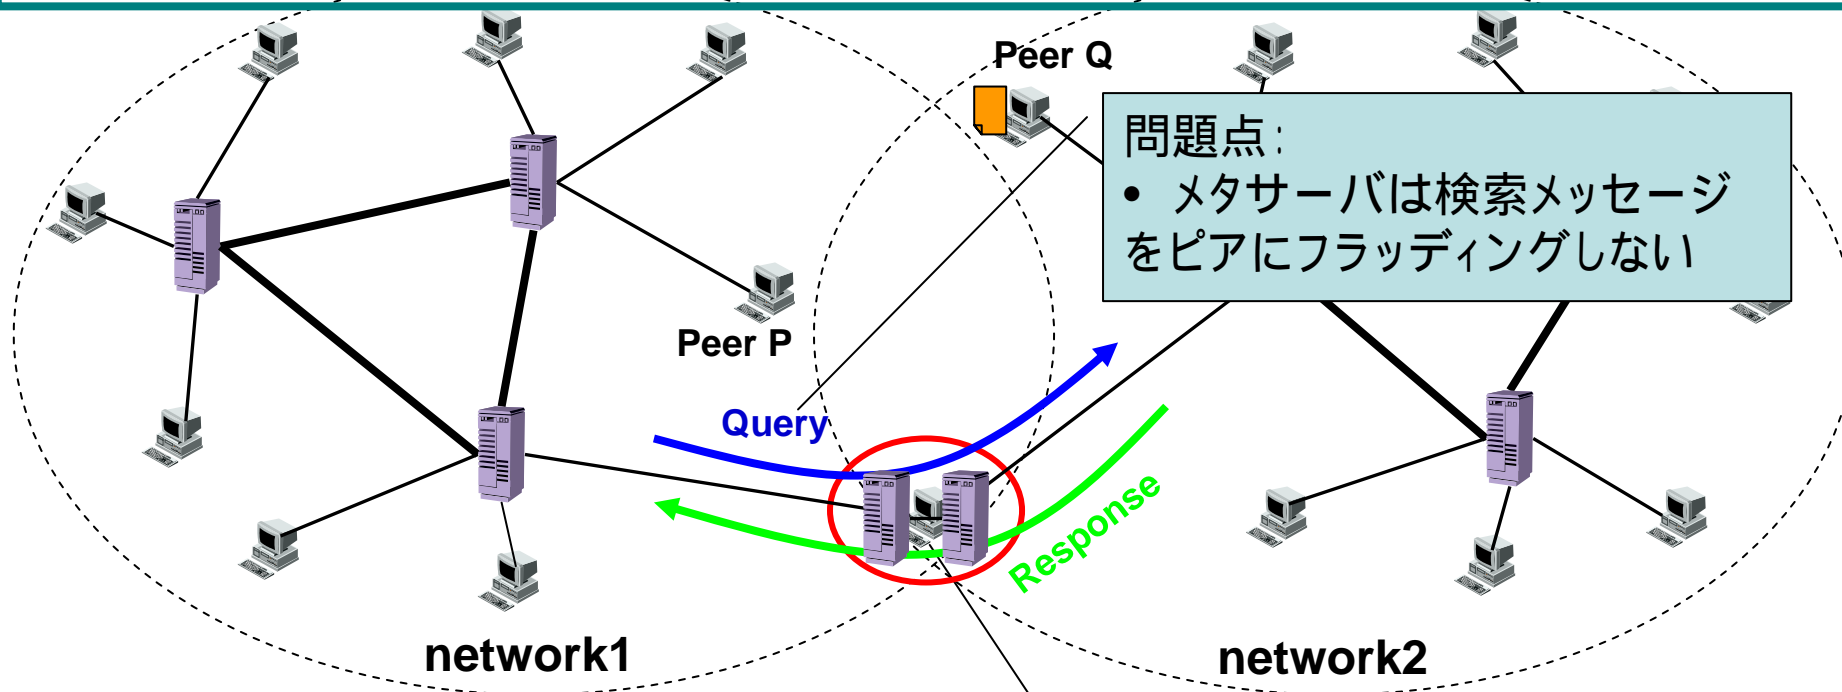 Peer Q
問題点:
• メタサーバは検索メッセージ
をピアにフラッディングしない
Peer P
Query
Response
network1
network2